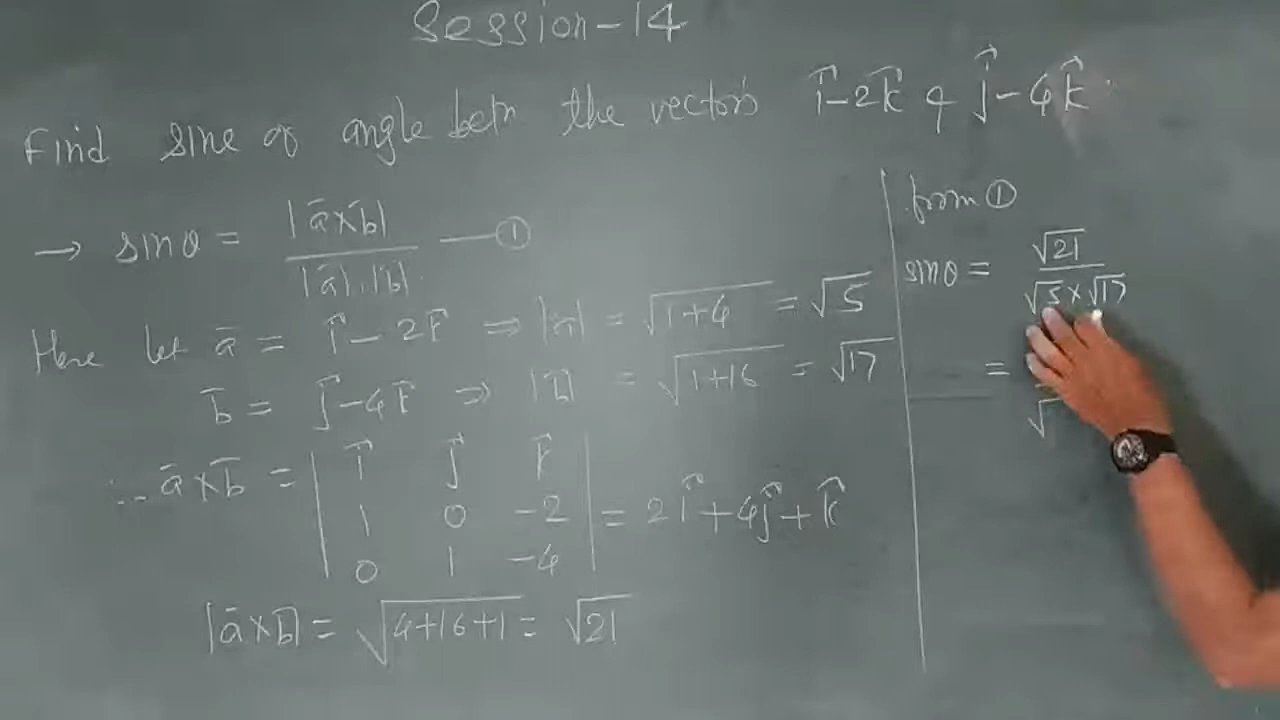 Session-14
Find sine of angle betn the vectors î-2k̂ & ĵ-4k̂
→ sinθ = |ā×b̄| / |ā|.|b̄| —①
Here let ā = î-2k̂ ⇒ |ā| = √(1+4) = √5
b̄ = ĵ-4k̂ ⇒ |b̄| = √(1+16) = √17
∴ ā×b̄ = | î ĵ k̂ | = 2î+4ĵ+k̂
1 0 -2
0 1 -4
|ā×b̄| = √(4+16+1) = √21
from ①
sinθ = √21 / √5×√17
= √